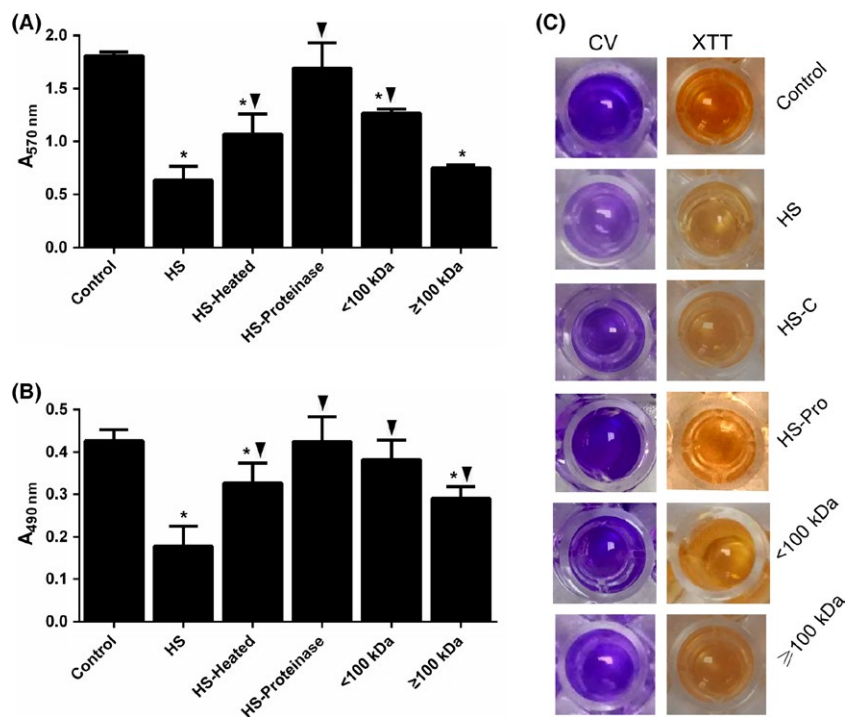 (A)
2.0
1.5
1.0
0.5
0.0
A570 nm
* * * *
Control
HS
HS-Heated
HS-Proteinase
<100 kDa
≥100 kDa
(B)
0.5
0.4
0.3
0.2
0.1
0.0
A490 nm
* * *
Control
HS
HS-Heated
HS-Proteinase
<100 kDa
≥100 kDa
(C)
CV XTT
Control
HS
HS-C
HS-Pro
<100 kDa
⩾100 kDa